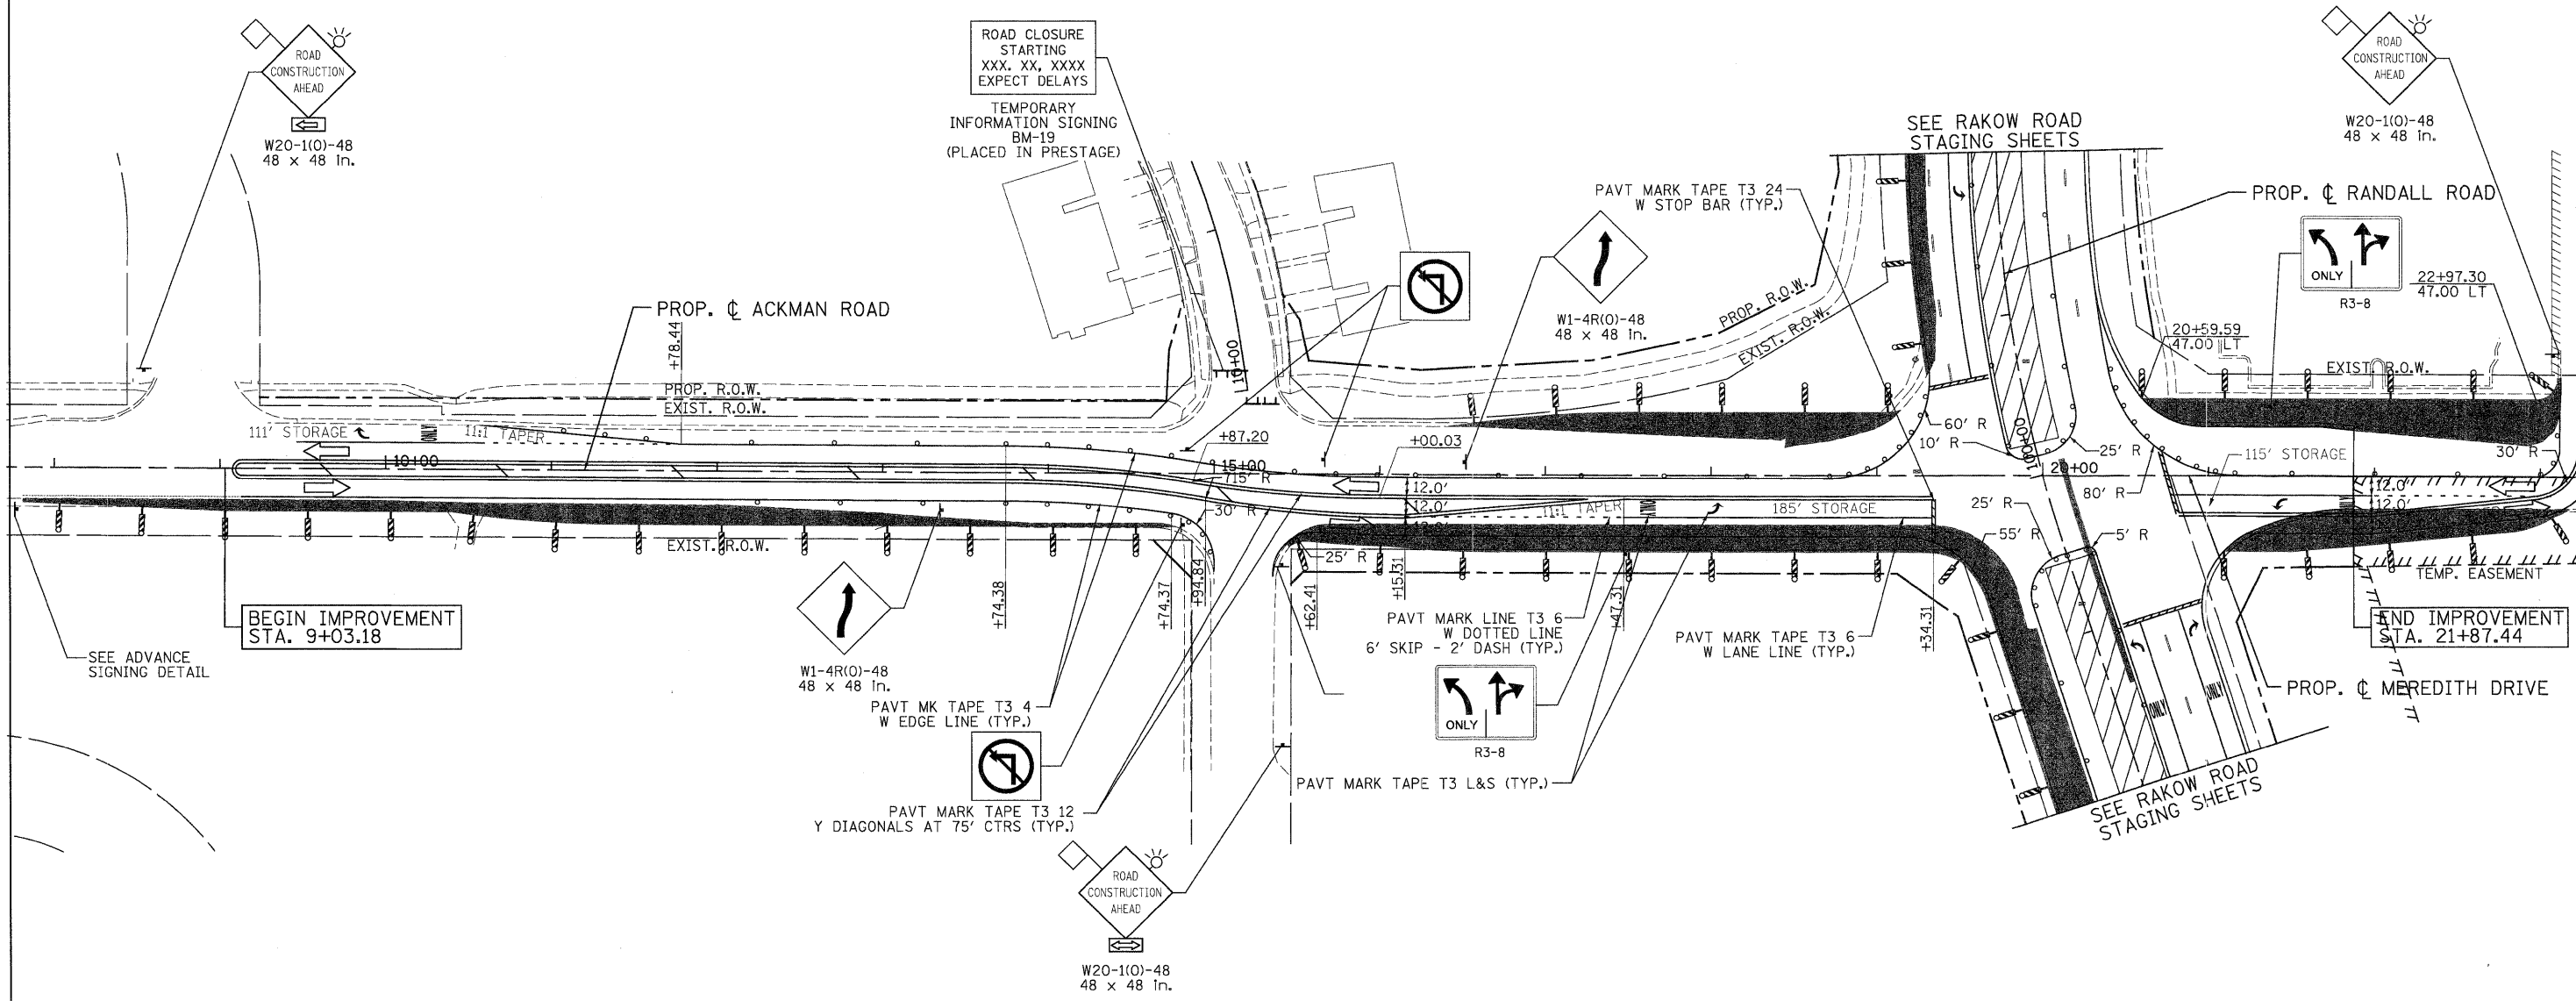 ROAD
CONSTRUCTION
AHEAD
W20-1(O)-48
48 x 48 in.
ROAD CLOSURE
STARTING
XXX. XX, XXXX
EXPECT DELAYS
TEMPORARY
INFORMATION SIGNING
BM-19
(PLACED IN PRESTAGE)
ROAD
CONSTRUCTION
AHEAD
W20-1(O)-48
48 x 48 in.
SEE RAKOW ROAD
STAGING SHEETS
PAVT MARK TAPE T3 24
W STOP BAR (TYP.)
PROP. ℄ RANDALL ROAD
ONLY
R3-8
22+97.30
47.00 LT
20+59.59
47.00 LT
W1-4R(O)-48
48 x 48 in.
PROP. R.O.W.
EXIST. R.O.W.
PROP. ℄ ACKMAN ROAD
+78.44
10+00
PROP. R.O.W.
EXIST. R.O.W.
EXIST. R.O.W.
111' STORAGE
11:1 TAPER
10+00
+87.20
15+00
715' R
+00.03
60' R
10' R
10+00
20+00
25' R
80' R
115' STORAGE
30' R
12.0'
12.0'
12.0'
12.0'
12.0'
30' R
11:1 TAPER
185' STORAGE
25' R
55' R
5' R
25' R
EXIST. R.O.W.
TEMP. EASEMENT
BEGIN IMPROVEMENT
STA. 9+03.18
END IMPROVEMENT
STA. 21+87.44
+74.38
+74.37
+94.84
+62.41
+15.31
+47.31
+34.31
SEE ADVANCE
SIGNING DETAIL
W1-4R(O)-48
48 x 48 in.
PAVT MK TAPE T3 4
W EDGE LINE (TYP.)
PAVT MARK LINE T3 6
W DOTTED LINE
6' SKIP - 2' DASH (TYP.)
PAVT MARK TAPE T3 6
W LANE LINE (TYP.)
ONLY
R3-8
ONLY
ONLY
PROP. ℄ MEREDITH DRIVE
PAVT MARK TAPE T3 L&S (TYP.)
PAVT MARK TAPE T3 12
Y DIAGONALS AT 75' CTRS (TYP.)
SEE RAKOW ROAD
STAGING SHEETS
ROAD
CONSTRUCTION
AHEAD
W20-1(O)-48
48 x 48 in.